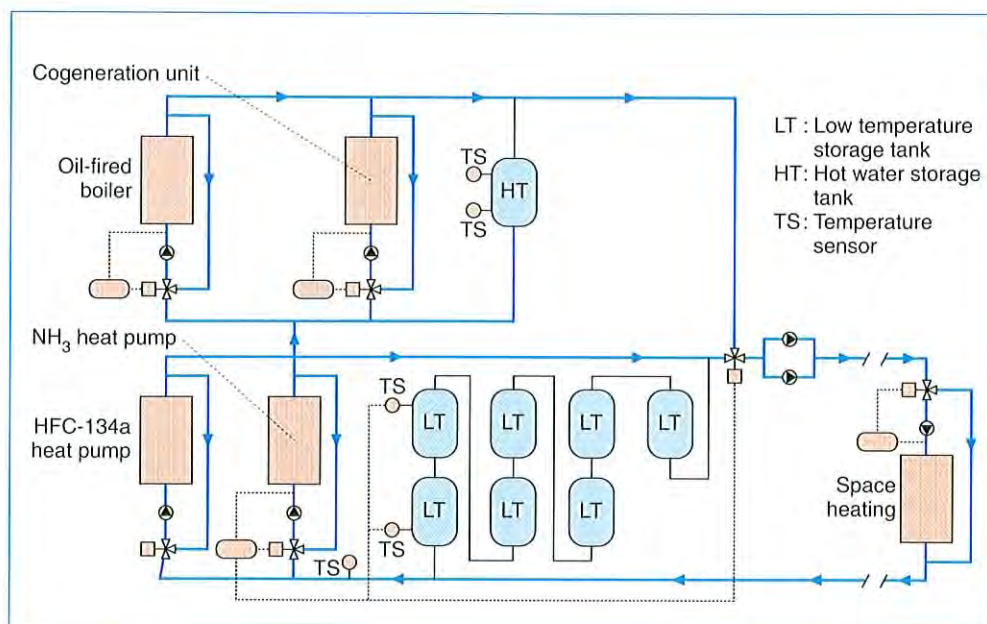 Cogeneration unit
Oil-fired
boiler
TS
HT
TS
LT : Low temperature
storage tank
HT: Hot water storage
tank
TS : Temperature
sensor
NH3 heat pump
HFC-134a
heat pump
TS
LT
LT
LT
LT
LT
LT
LT
TS
TS
Space
heating